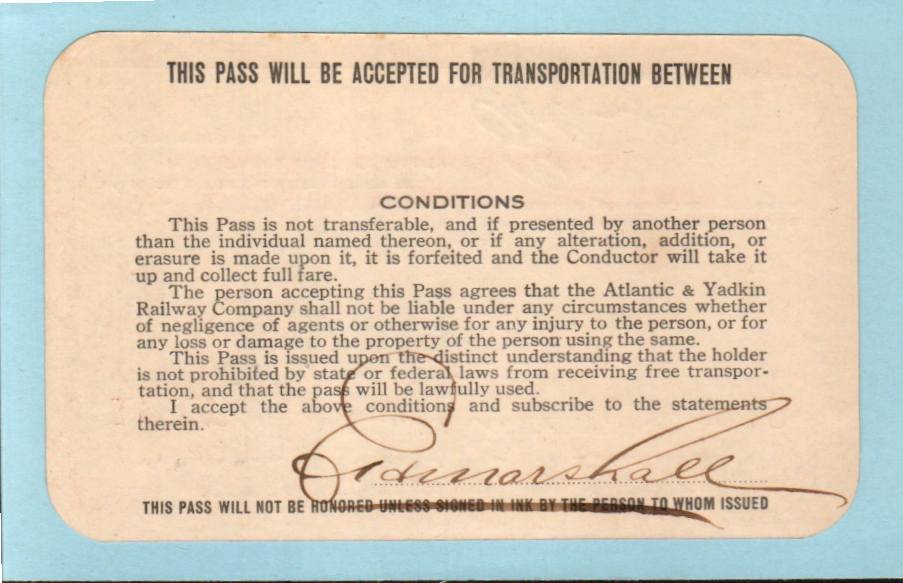 THIS PASS WILL BE ACCEPTED FOR TRANSPORTATION BETWEEN
CONDITIONS
This Pass is not transferable, and if presented by another person
than the individual named thereon, or if any alteration, addition, or
erasure is made upon it, it is forfeited and the Conductor will take it
up and collect full fare.
The person accepting this Pass agrees that the Atlantic & Yadkin
Railway Company shall not be liable under any circumstances whether
of negligence of agents or otherwise for any injury to the person, or for
any loss or damage to the property of the person using the same.
This Pass is issued upon the distinct understanding that the holder
is not prohibited by state or federal laws from receiving free transpor-
tation, and that the pass will be lawfully used.
I accept the above conditions and subscribe to the statements
therein.
Marshall
THIS PASS WILL NOT BE HONORED UNLESS SIGNED IN INK BY THE PERSON TO WHOM ISSUED